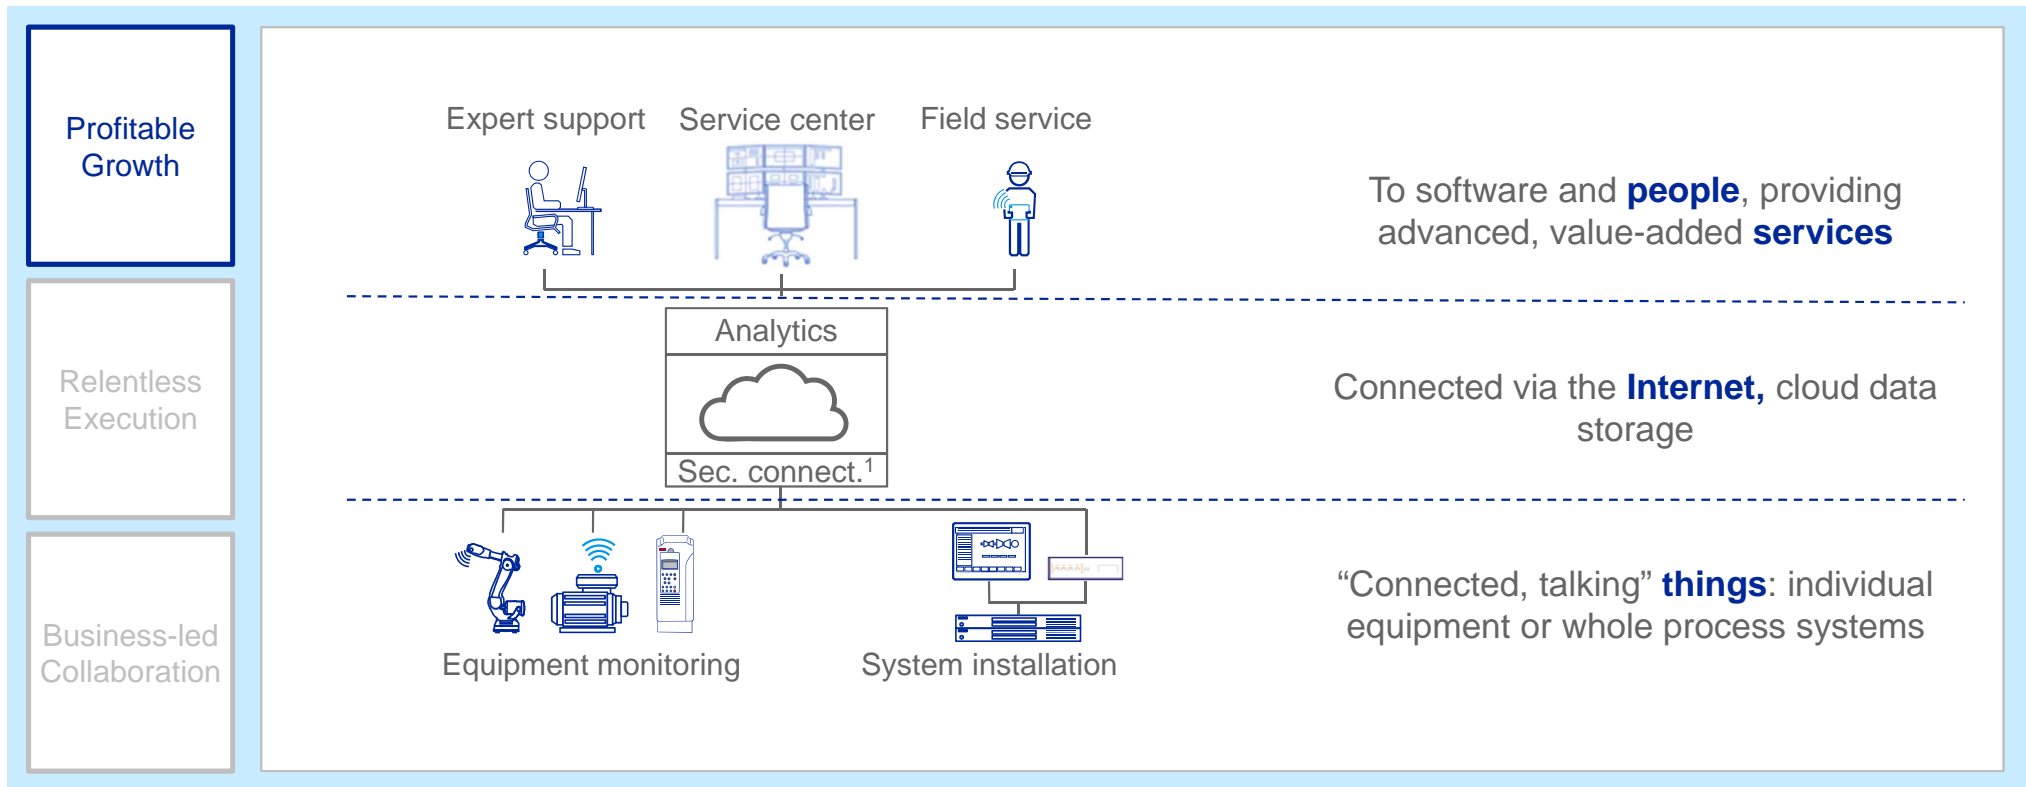 Profitable
Growth
Relentless
Execution
Business-led
Collaboration
Expert support
Service center
Field service
To software and people, providing
advanced, value-added services
Analytics
Sec. connect.1
Connected via the Internet, cloud data
storage
Equipment monitoring
System installation
“Connected, talking” things: individual
equipment or whole process systems